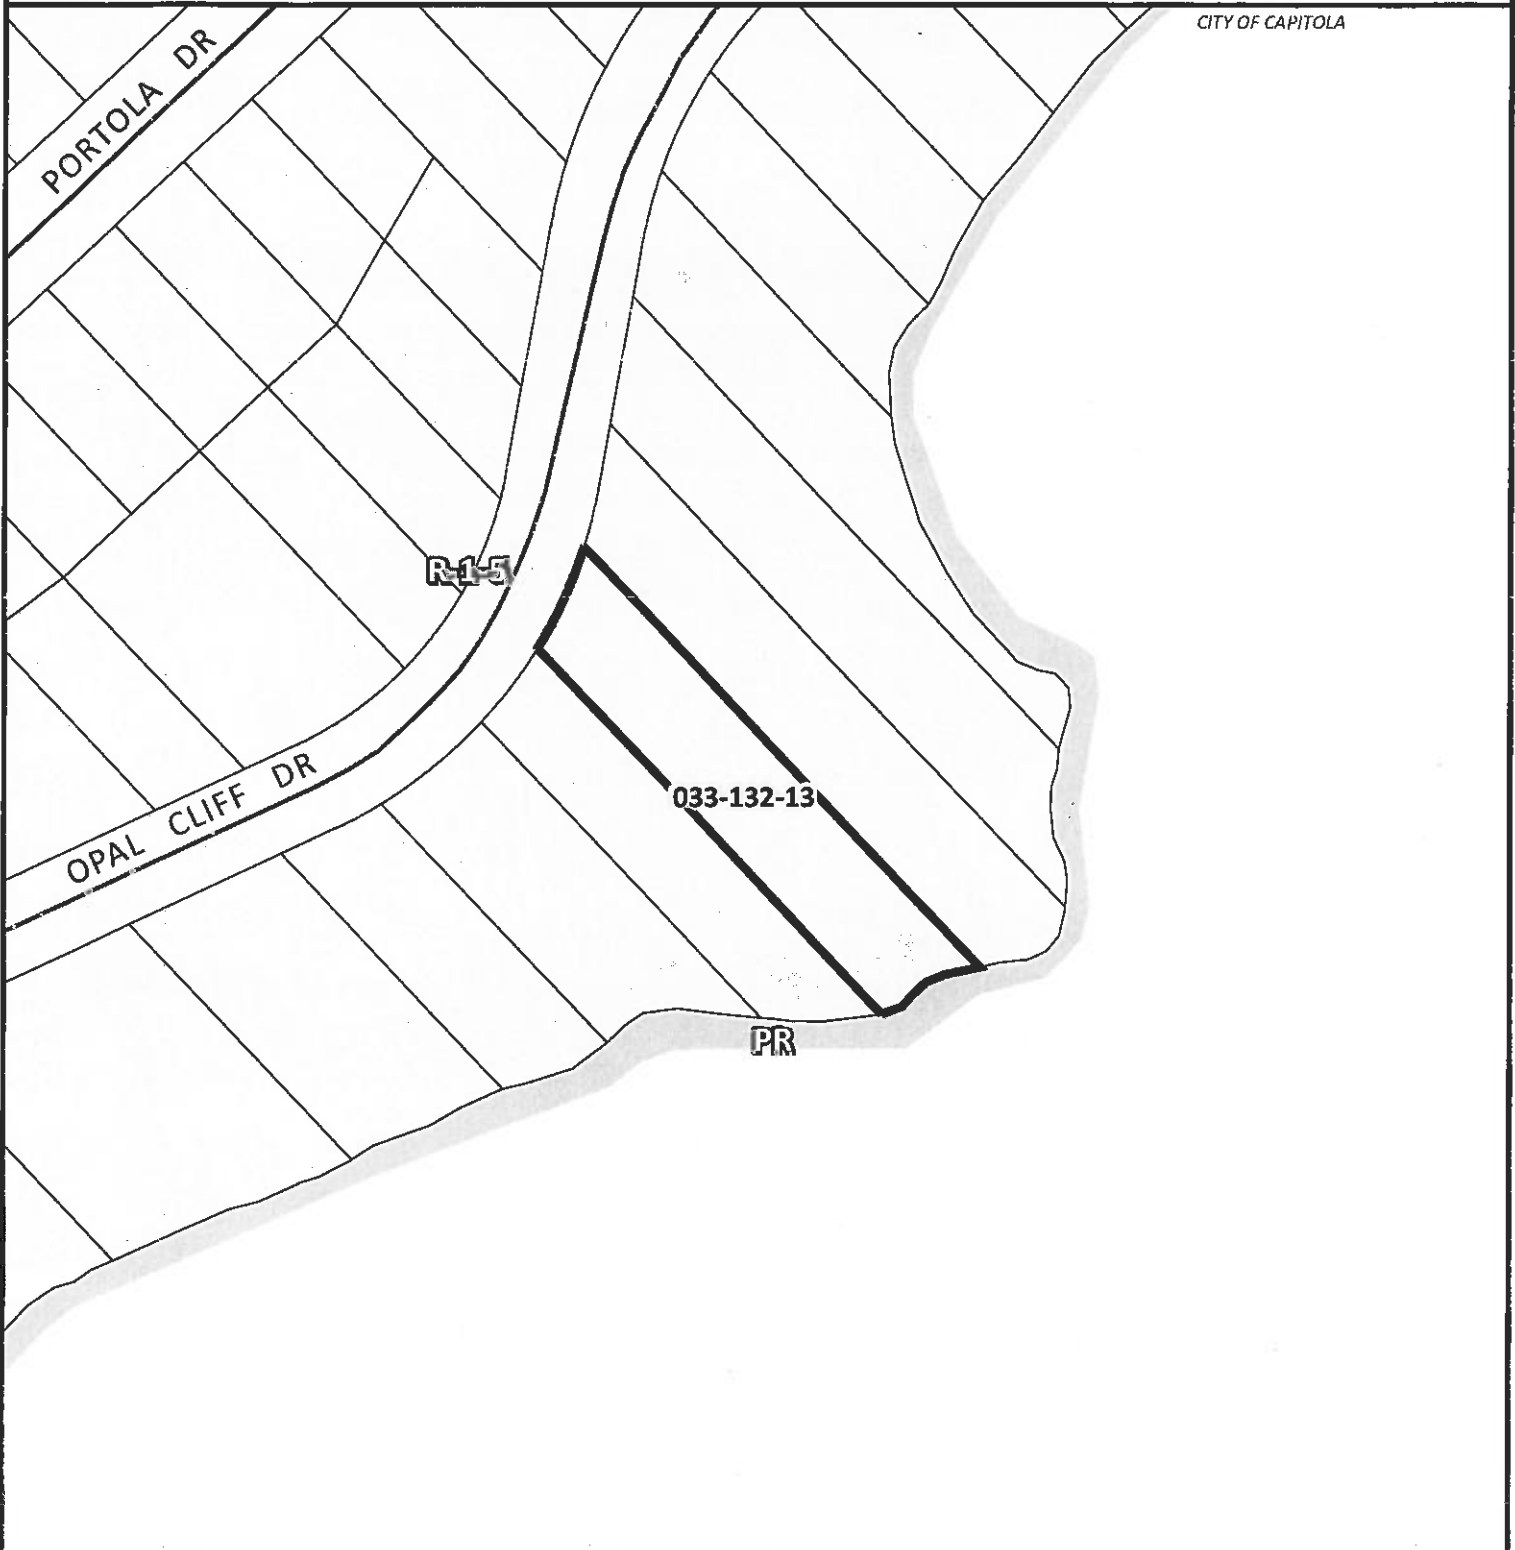 CITY OF CAPITOLA
PORTOLA DR
R-1-5
OPAL CLIFF DR
033-132-13
PR